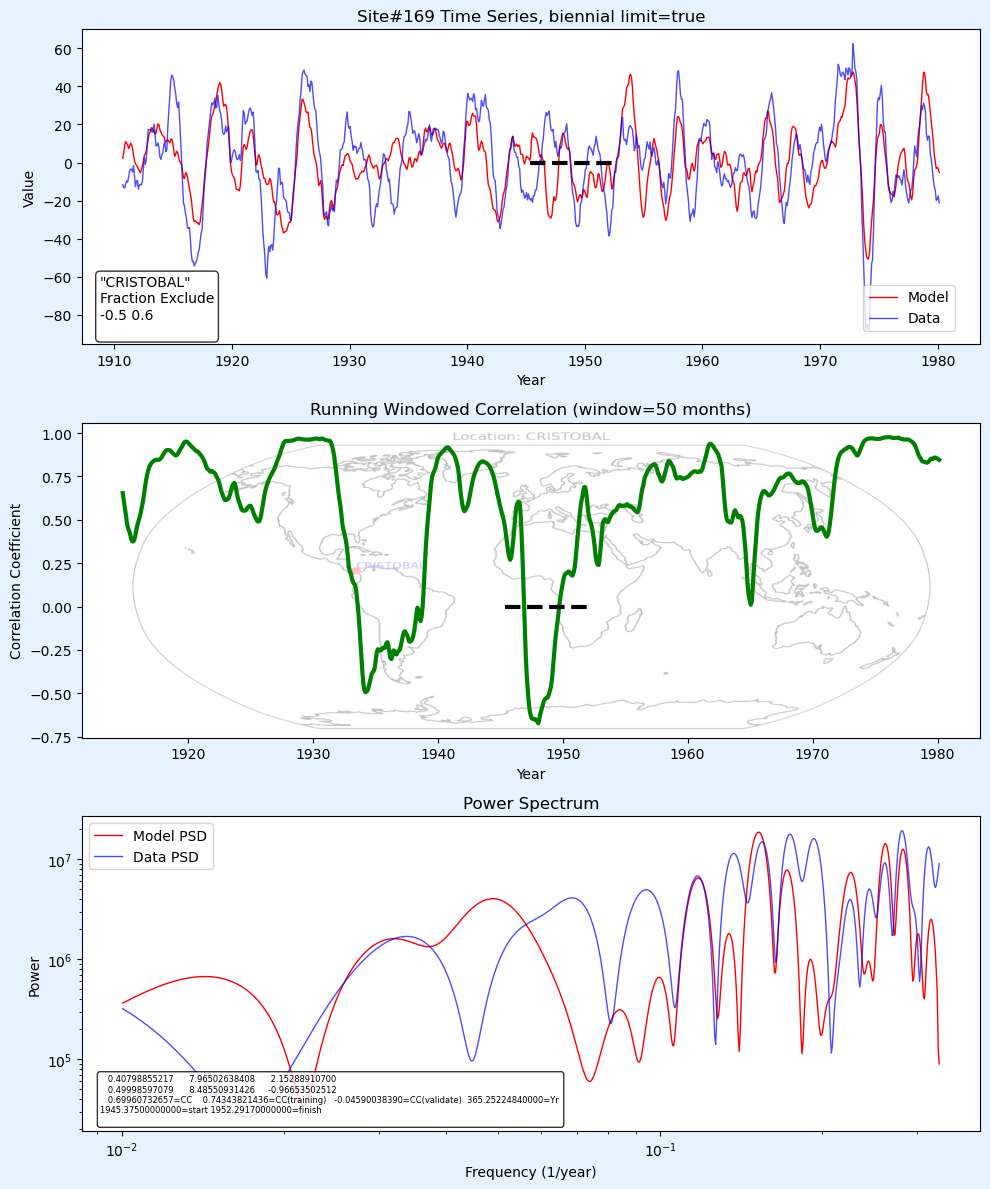 Site#169 Time Series, biennial limit=true
60
40
20
0
−20
−40
−60
−80
Value
"CRISTOBAL"
Fraction Exclude
-0.5 0.6
Model
Data
1910 1920 1930 1940 1950 1960 1970 1980
Year
Running Windowed Correlation (window=50 months)
Location: CRISTOBAL
1.00
0.75
0.50
0.25
0.00
−0.25
−0.50
−0.75
Correlation Coefficient
CRISTOBAL
1920 1930 1940 1950 1960 1970 1980
Year
Power Spectrum
Model PSD
Data PSD
10^7
10^6
10^5
Power
0.40798855217 7.96502638408 2.15288910700
0.49998597079 8.48550931426 -0.96653502512
0.69960732657=CC 0.74343821436=CC(training) -0.04590038390=CC(validate) 365.25224840000=Yr
1945.37500000000=start 1952.29170000000=finish
10^−2 10^−1
Frequency (1/year)